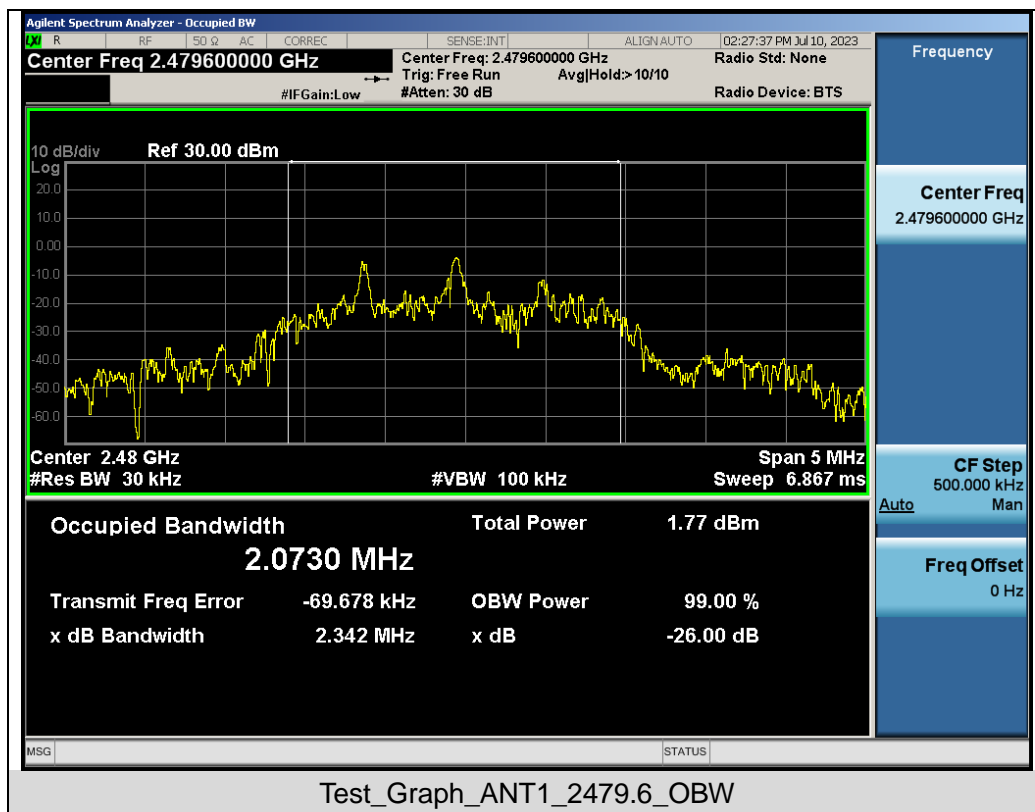 Agilent Spectrum Analyzer - Occupied BW
LXI R RF 50 Ω AC CORREC SENSE:INT ALIGN AUTO 02:27:37 PM Jul 10, 2023
Center Freq 2.479600000 GHz
Center Freq: 2.479600000 GHz
Radio Std: None
Trig: Free Run
Avg|Hold:>10/10
#IFGain:Low
#Atten: 30 dB
Radio Device: BTS
Frequency
10 dB/div
Ref 30.00 dBm
Log
20.0
10.0
0.00
-10.0
-20.0
-30.0
-40.0
-50.0
-60.0
Center 2.48 GHz
Span 5 MHz
#Res BW 30 kHz
#VBW 100 kHz
Sweep 6.867 ms
Center Freq
2.479600000 GHz
CF Step
500.000 kHz
Auto Man
Freq Offset
0 Hz
Occupied Bandwidth
Total Power 1.77 dBm
2.0730 MHz
Transmit Freq Error -69.678 kHz
OBW Power 99.00 %
x dB Bandwidth 2.342 MHz
x dB -26.00 dB
MSG
STATUS
Test_Graph_ANT1_2479.6_OBW